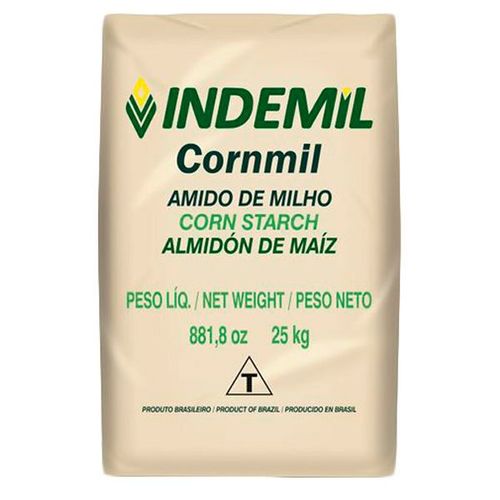 INDEMIL
Cornmil
AMIDO DE MILHO
CORN STARCH
ALMIDÓN DE MAÍZ
PESO LÍQ. / NET WEIGHT / PESO NETO
881,8 oz 25 kg
T
PRODUTO BRASILEIRO / PRODUCT OF BRAZIL / PRODUCIDO EN BRASIL